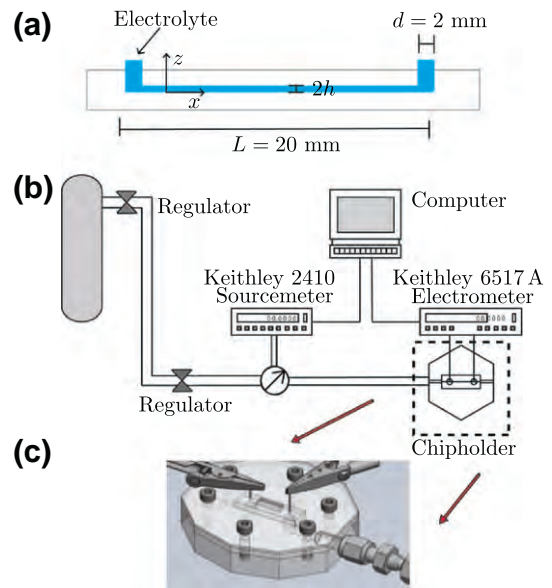 (a)
Electrolyte
d = 2 mm
z
x
2h
L = 20 mm
(b)
Regulator
Computer
Keithley 2410
Sourcemeter
Keithley 6517 A
Electrometer
Regulator
Chipholder
(c)